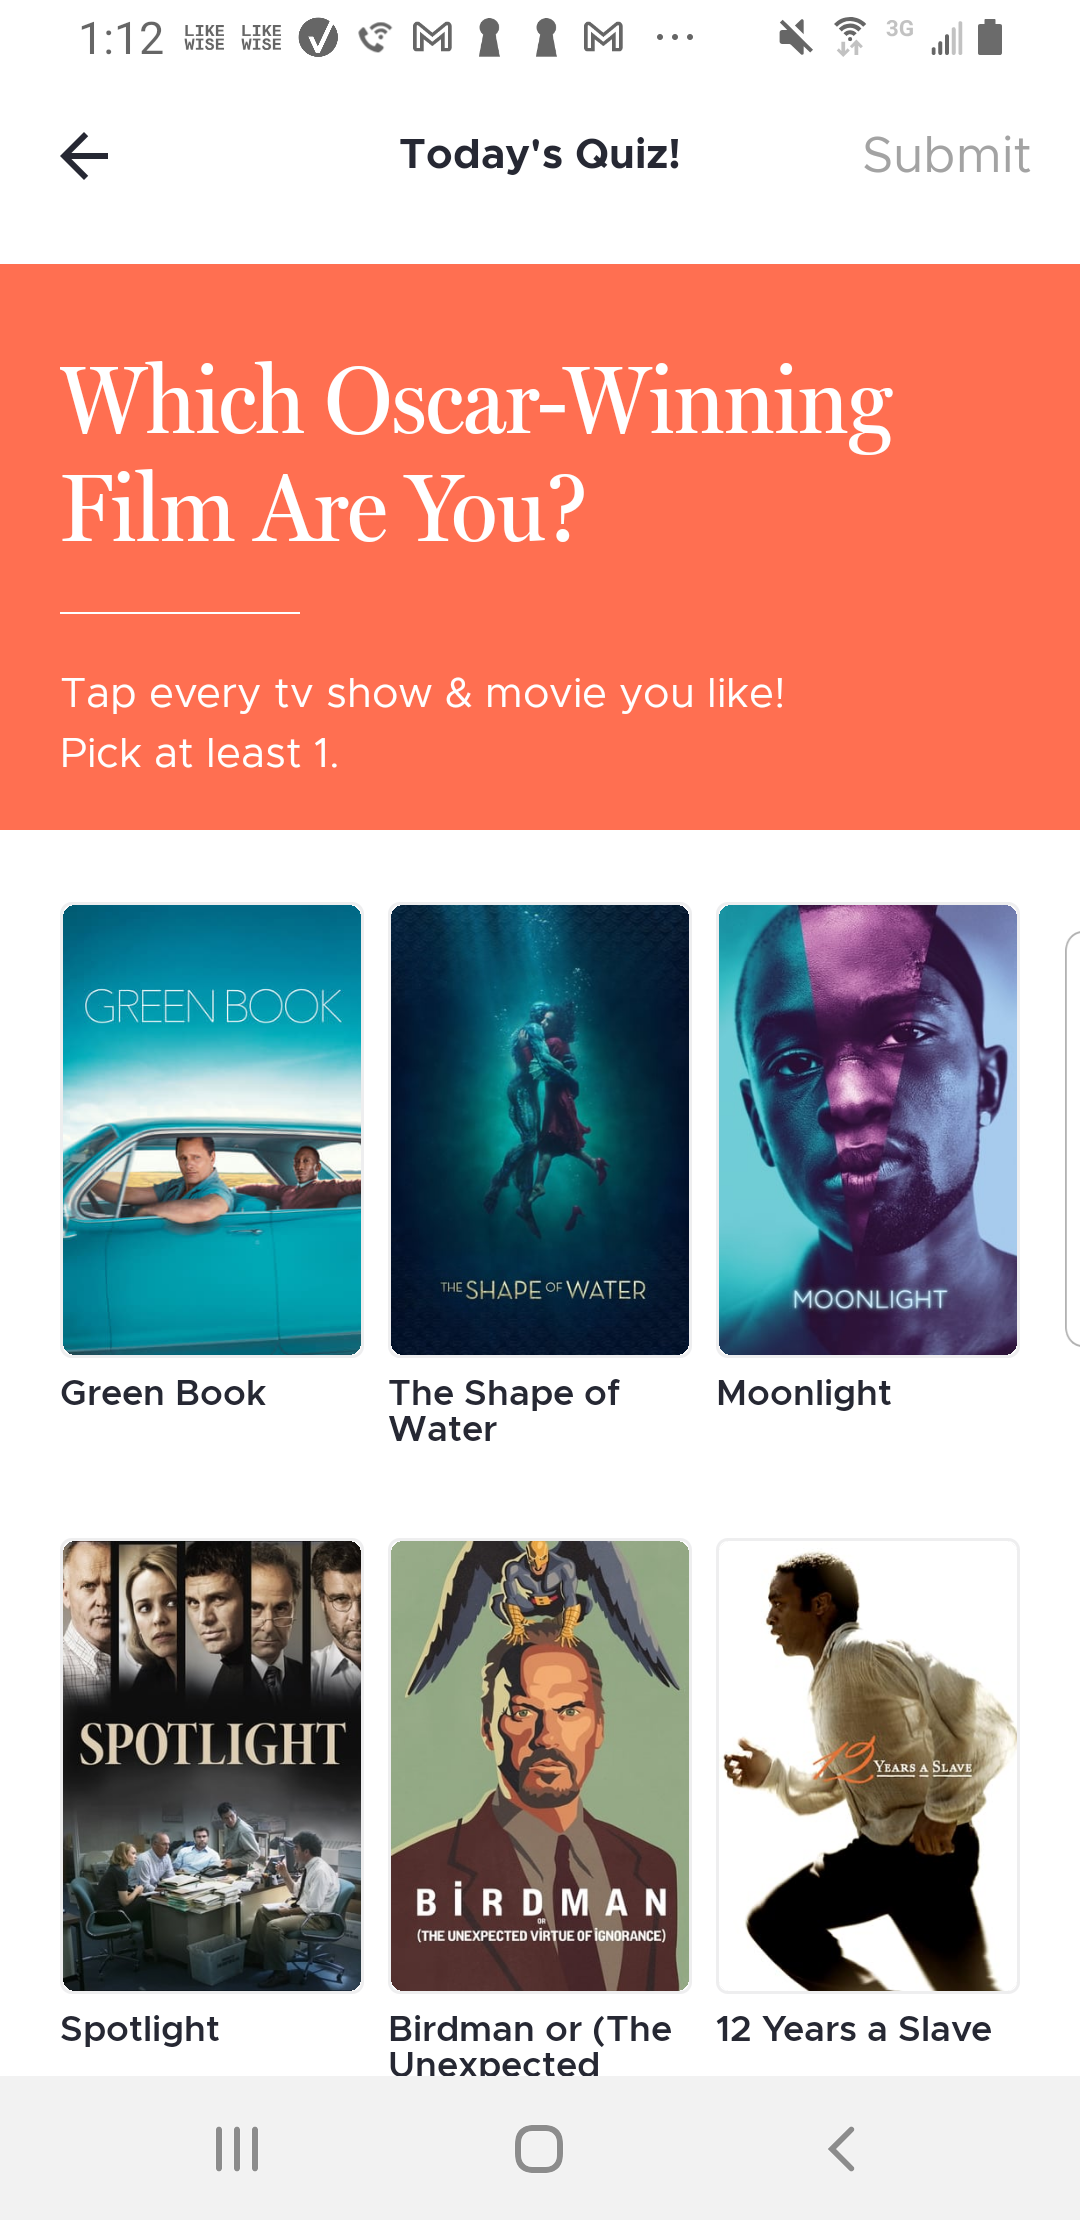 1:12 LIKE WISE LIKE WISE 3G
Today's Quiz! Submit
Which Oscar-Winning
Film Are You?
Tap every tv show & movie you like!
Pick at least 1.
GREEN BOOK
THE SHAPE OF WATER
MOONLIGHT
Green Book
The Shape of
Water
Moonlight
SPOTLIGHT
BiRDMAN
OR
(THE UNEXPECTED ViRTUE OF iGNORANCE)
12 YEARS A SLAVE
Spotlight
Birdman or (The
Unexpected
12 Years a Slave